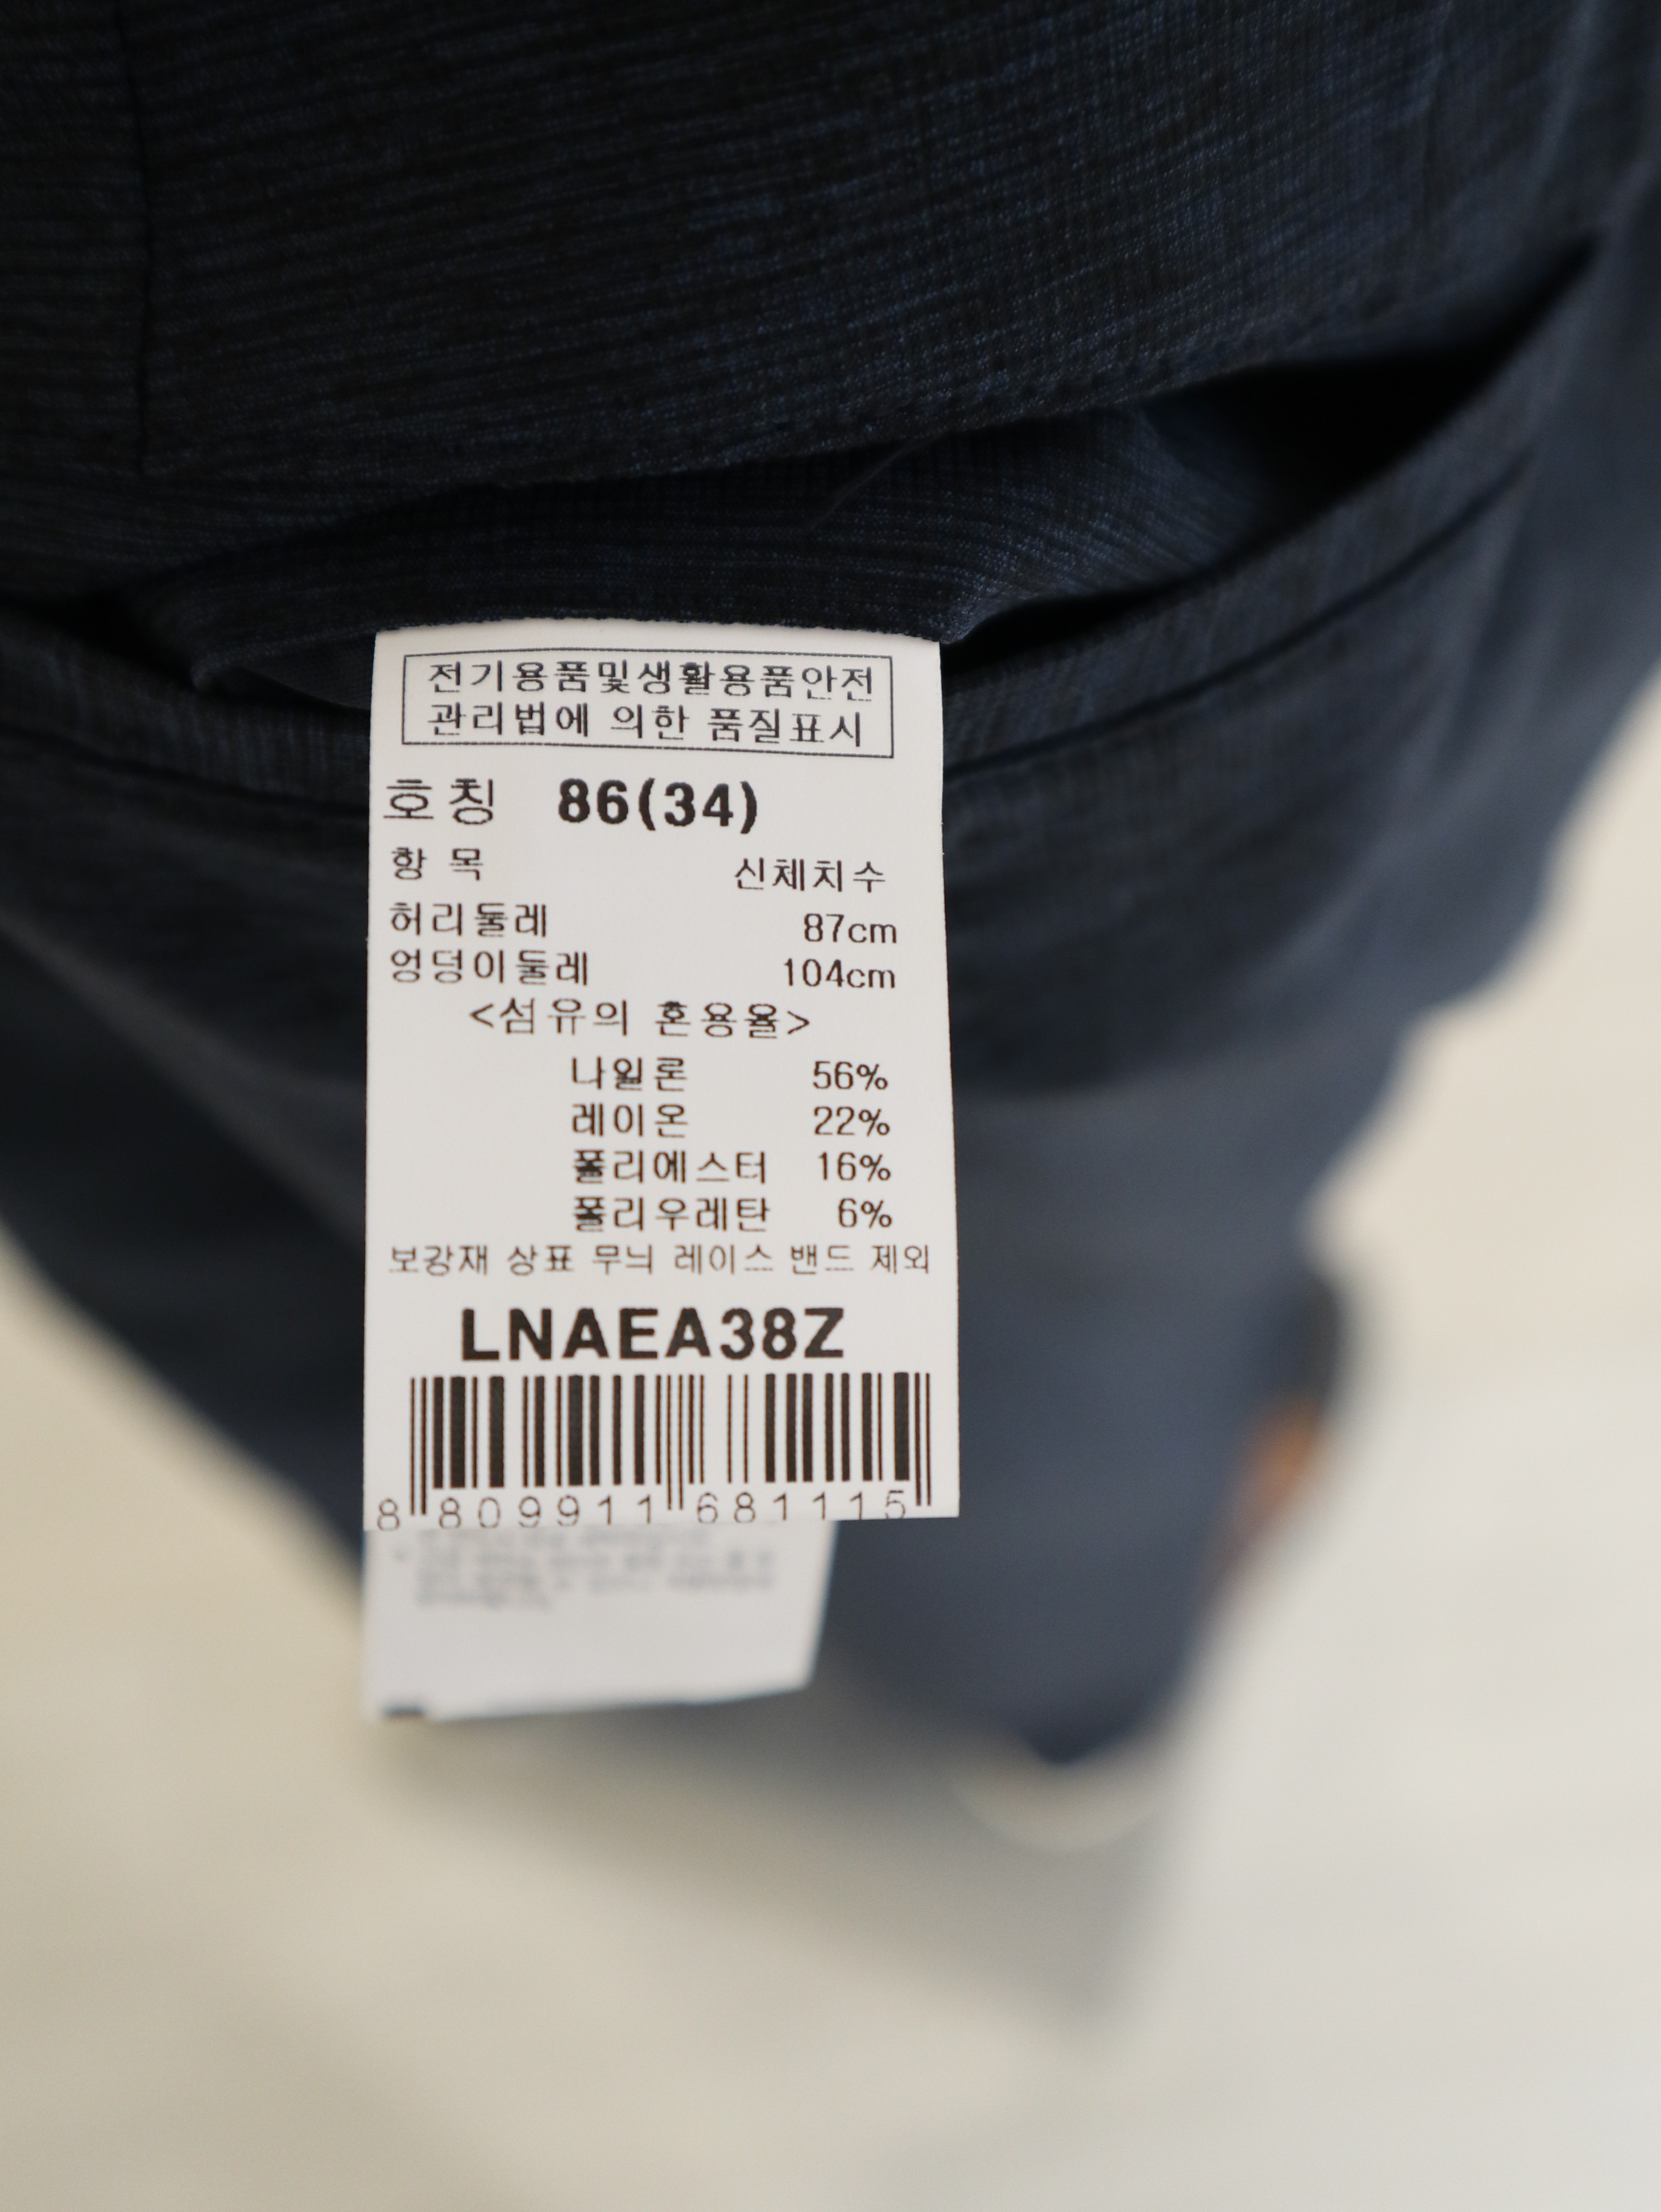 전기용품및생활용품안전
관리법에 의한 품질표시
호칭 86(34)
항목 신체치수
허리둘레 87cm
엉덩이둘레 104cm
<섬유의 혼용율>
나일론 56%
레이온 22%
폴리에스터 16%
폴리우레탄 6%
보강재 상표 무늬 레이스 밴드 제외
LNAEA38Z
8 809911 681115